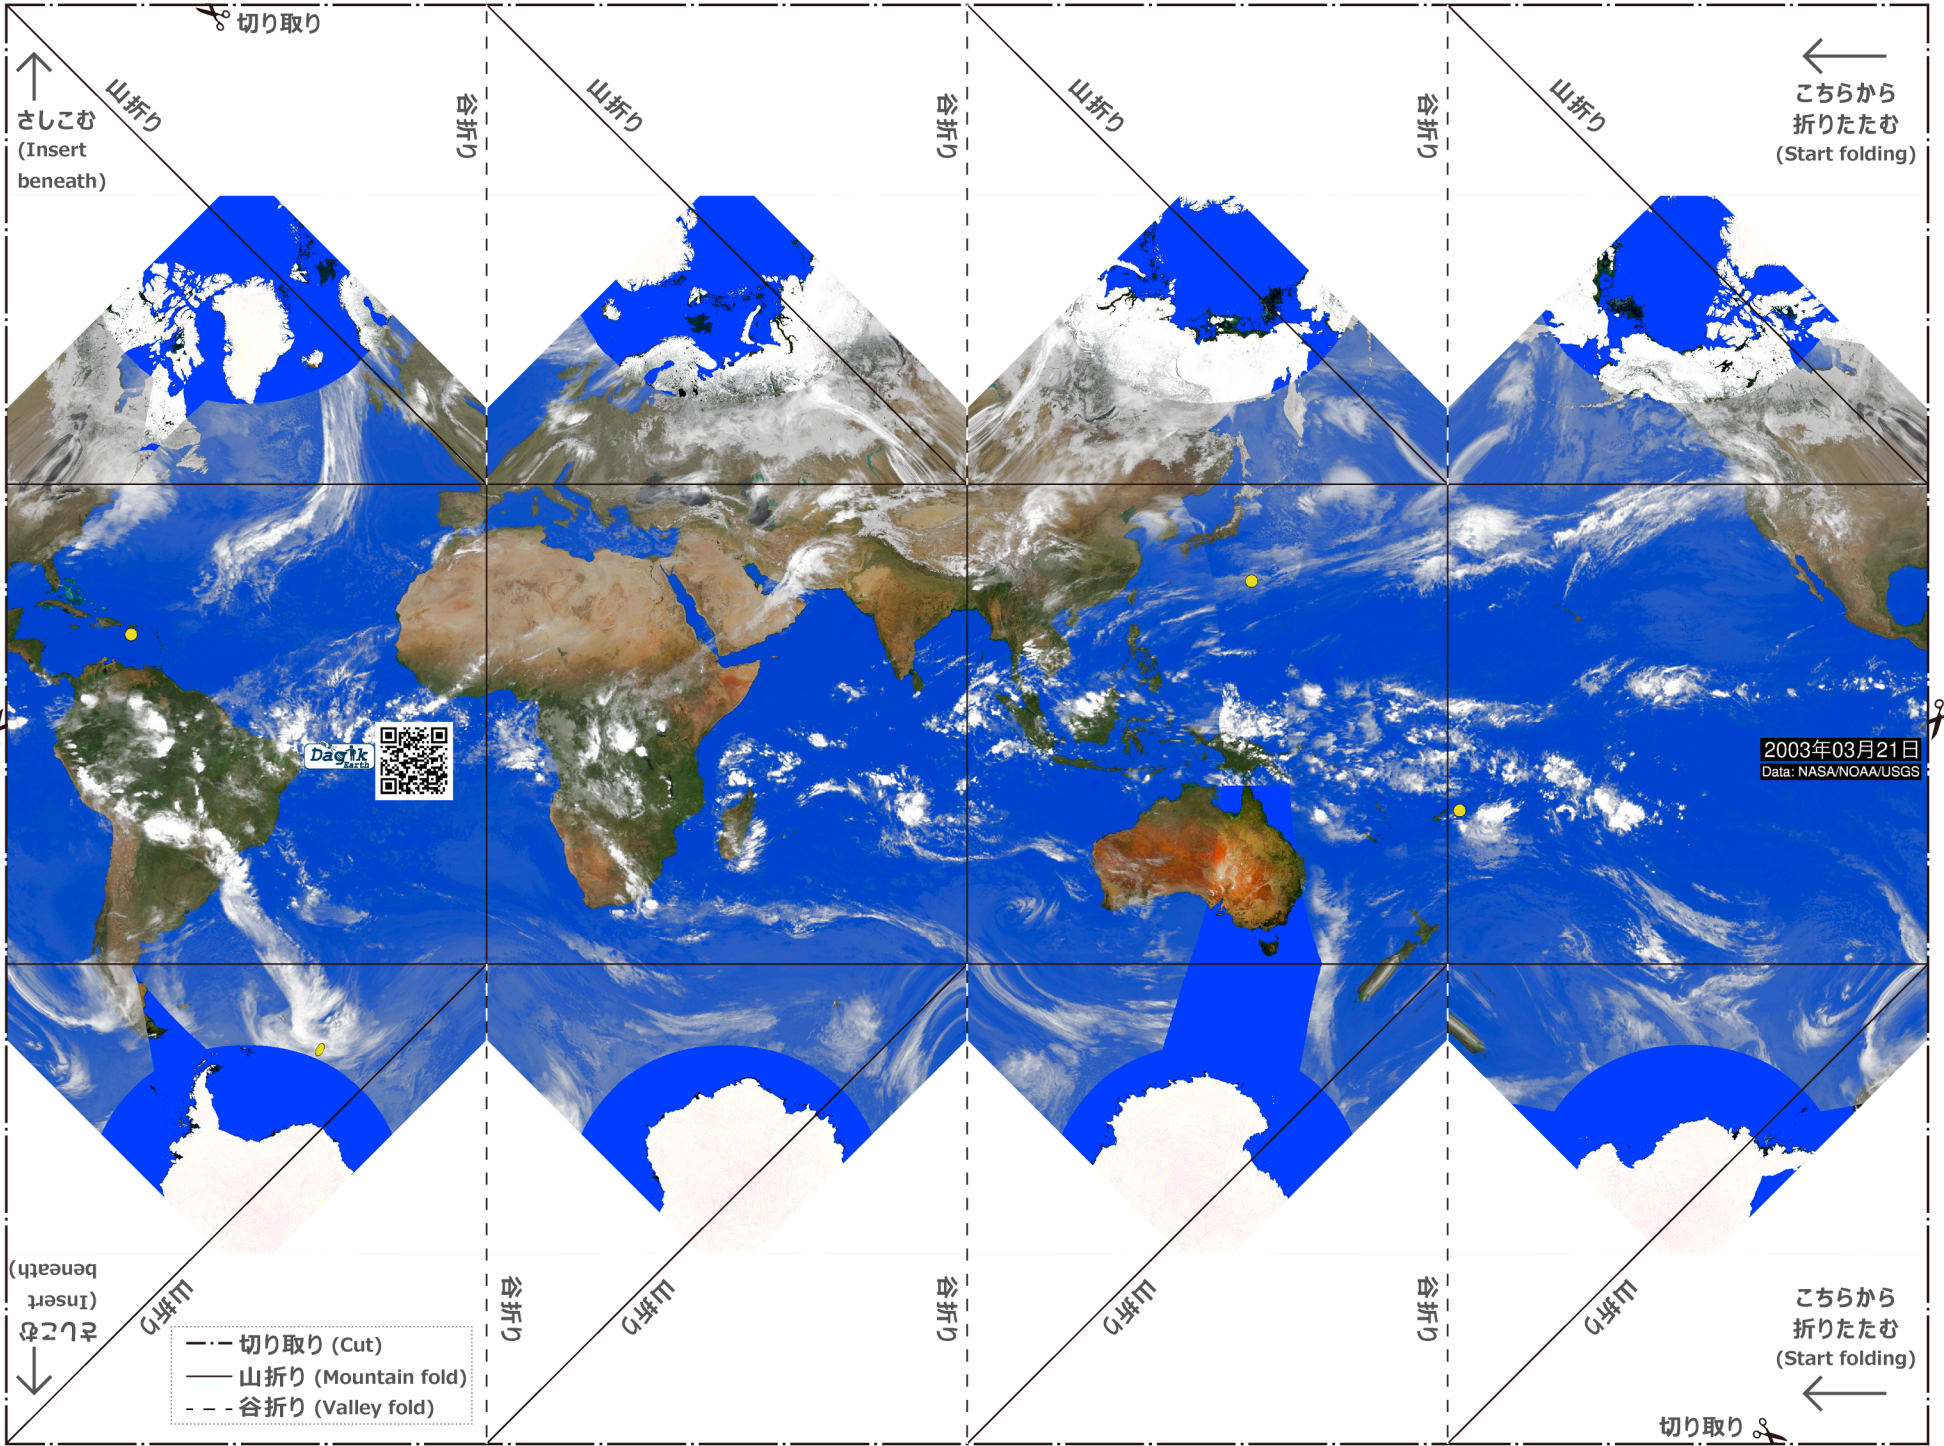 切り取り
山折り
谷折り
山折り
谷折り
山折り
谷折り
山折り
さしこむ
(Insert
beneath)
こちらから
折りたたむ
(Start folding)
Dagik
Earth
2003年03月21日
Data: NASA/NOAA/USGS
さしこむ
(Insert
beneath)
山折り
谷折り
山折り
谷折り
山折り
谷折り
山折り
こちらから
折りたたむ
(Start folding)
切り取り (Cut)
山折り (Mountain fold)
谷折り (Valley fold)
切り取り